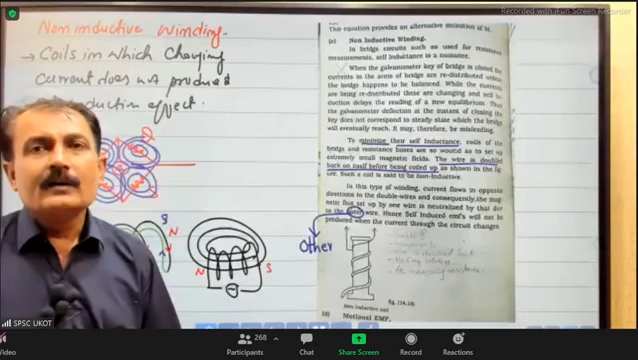 Recorded with iFun Screen Recorder
Noninductive winding.
→ Coils in which changing
current does not produce
induction effect.
This equation provides an alternative definition of M.
(c) Non Inductive Winding.
In bridge circuits such as used for resistance
measurements, self inductance is a nuisance.
When the galvanometer key of bridge is closed the
currents in the arms of bridge are re-distributed unless
the bridge happens to be balanced. While the currents
are being re-distributed these are changing and self
duction delays the reading of new equilibrium. Thus
the galvanometer deflection at the instant of closing the
key does not correspond to steady state which the bridge
will eventually reach. It may, therefore, be misleading.
To minimize their self inductance, coils of the
bridge and resistance boxes are so wound as to set up
extremely small magnetic fields. The wire is doubled
back on itself before being coiled up as shown in the fig-
ure. Such a coil is said to be non-inductive.
In this type of winding, current flows in opposite
directions in the double-wires and consequently, the mag-
netic flux set up by one wire is neutralized by that due
to the outer wire. Hence Self Induced emf's will not be
produced when the current through the circuit changes
Other
S
N
N
S
Non Inductive coil
(d) Motional EMF.
SPSC UKOT
Video
268
Participants
Chat
Share Screen
Record
Reactions